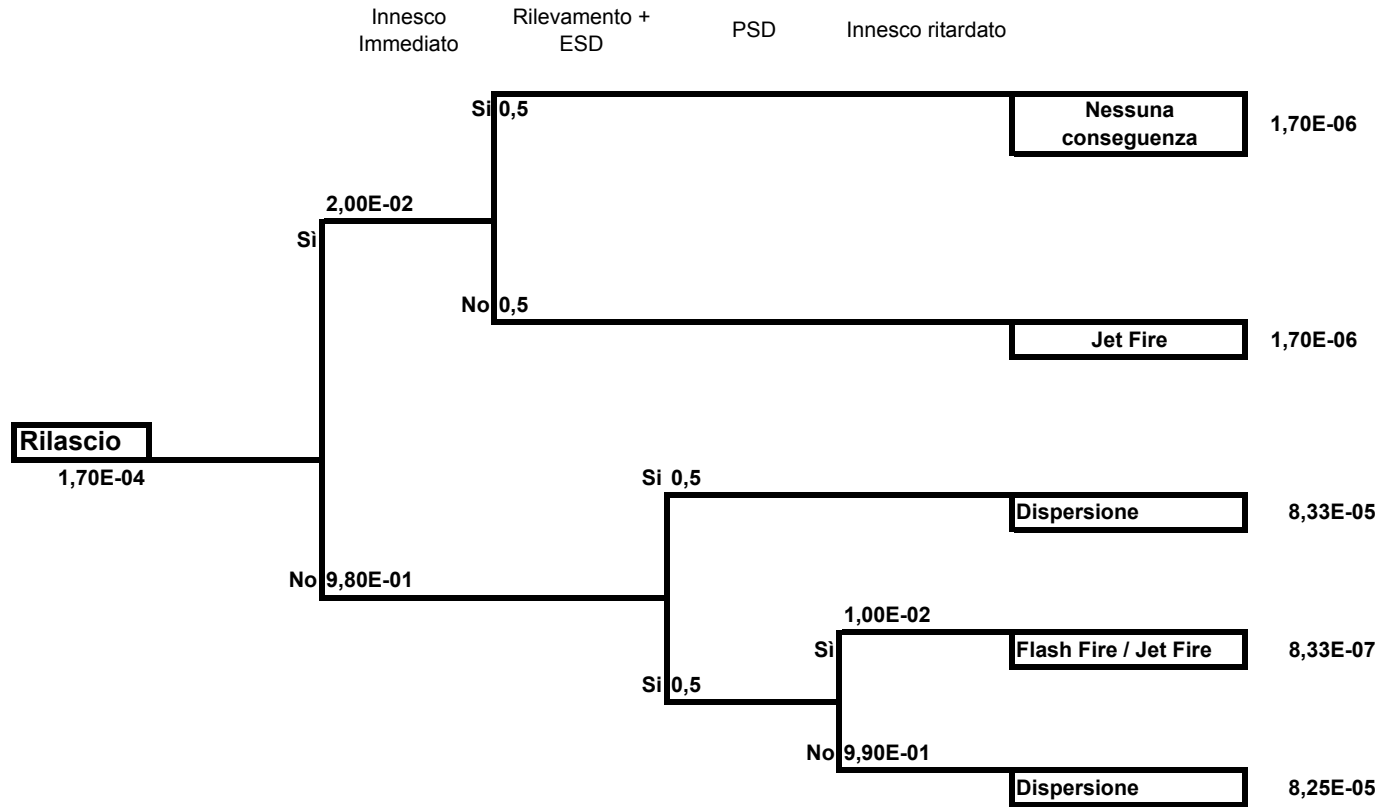 Innesco
Immediato
Rilevamento +
ESD
PSD
Innesco ritardato
Si 0,5
Nessuna
conseguenza
1,70E-06
2,00E-02
Sì
No 0,5
Jet Fire
1,70E-06
Rilascio
1,70E-04
Si 0,5
Dispersione
8,33E-05
No 9,80E-01
1,00E-02
Sì
Flash Fire / Jet Fire
8,33E-07
Si 0,5
No 9,90E-01
Dispersione
8,25E-05